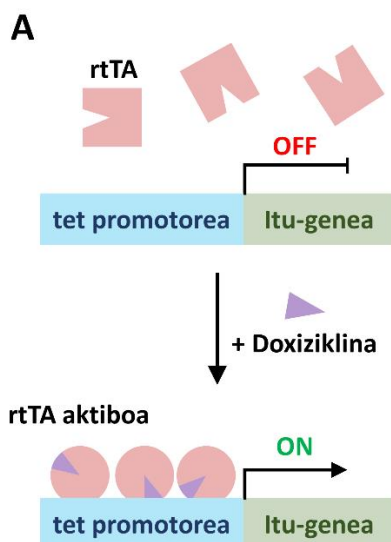 A
rtTA
OFF
tet promotorea Itu-genea
+ Doxiziklina
rtTA aktiboa
ON
tet promotorea Itu-genea